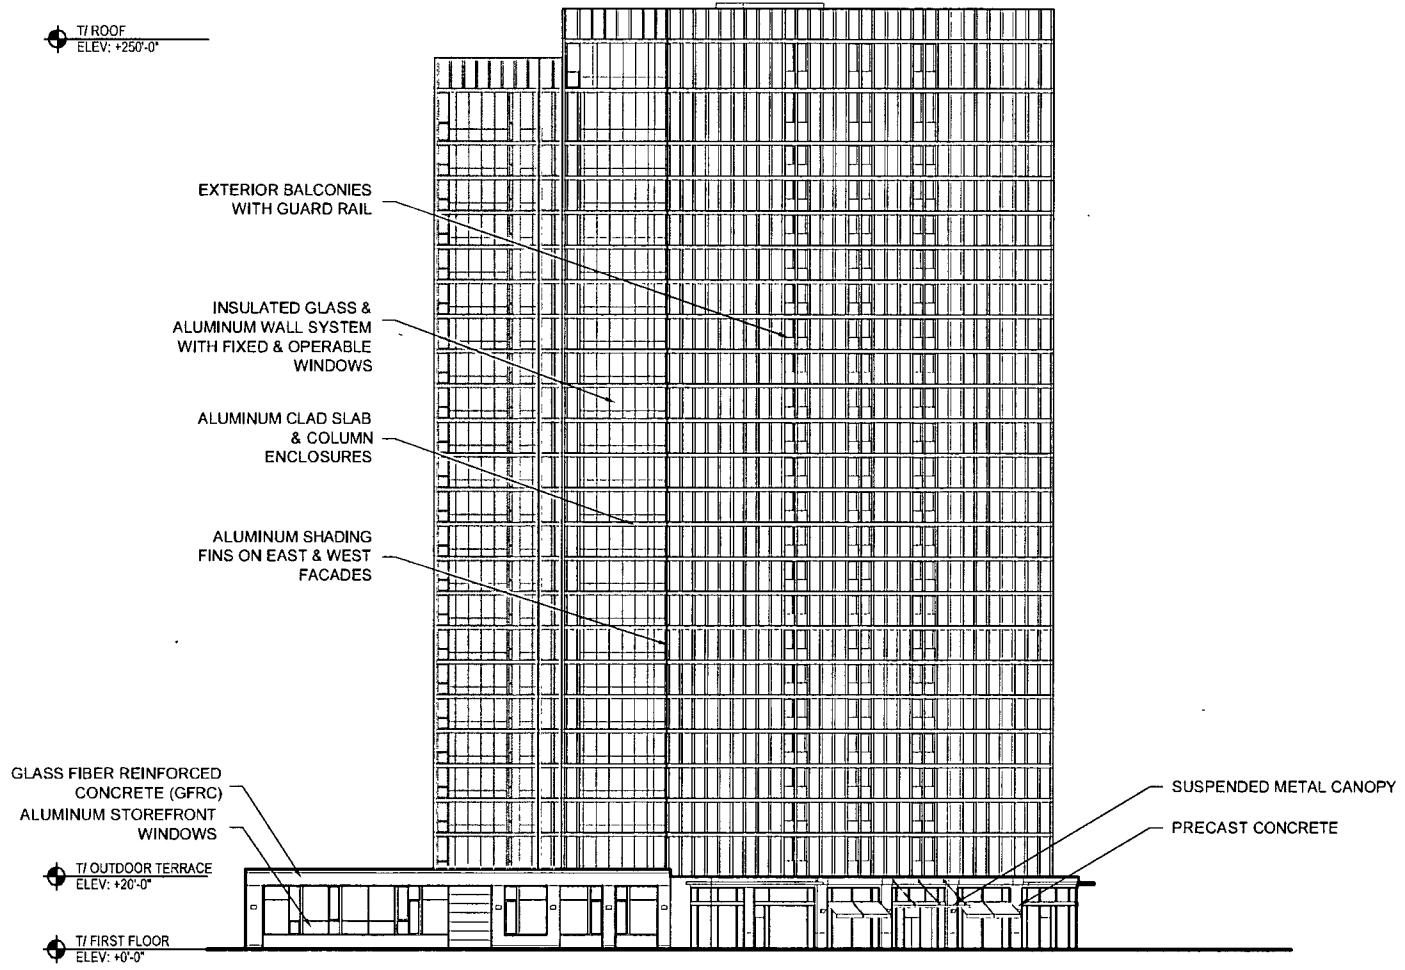 T/ ROOF
ELEV: +250'-0"
EXTERIOR BALCONIES
WITH GUARD RAIL
INSULATED GLASS &
ALUMINUM WALL SYSTEM
WITH FIXED & OPERABLE
WINDOWS
ALUMINUM CLAD SLAB
& COLUMN
ENCLOSURES
ALUMINUM SHADING
FINS ON EAST & WEST
FACADES
GLASS FIBER REINFORCED
CONCRETE (GFRC)
ALUMINUM STOREFRONT
WINDOWS
SUSPENDED METAL CANOPY
PRECAST CONCRETE
T/ OUTDOOR TERRACE
ELEV: +20'-0"
T/ FIRST FLOOR
ELEV: +0'-0"